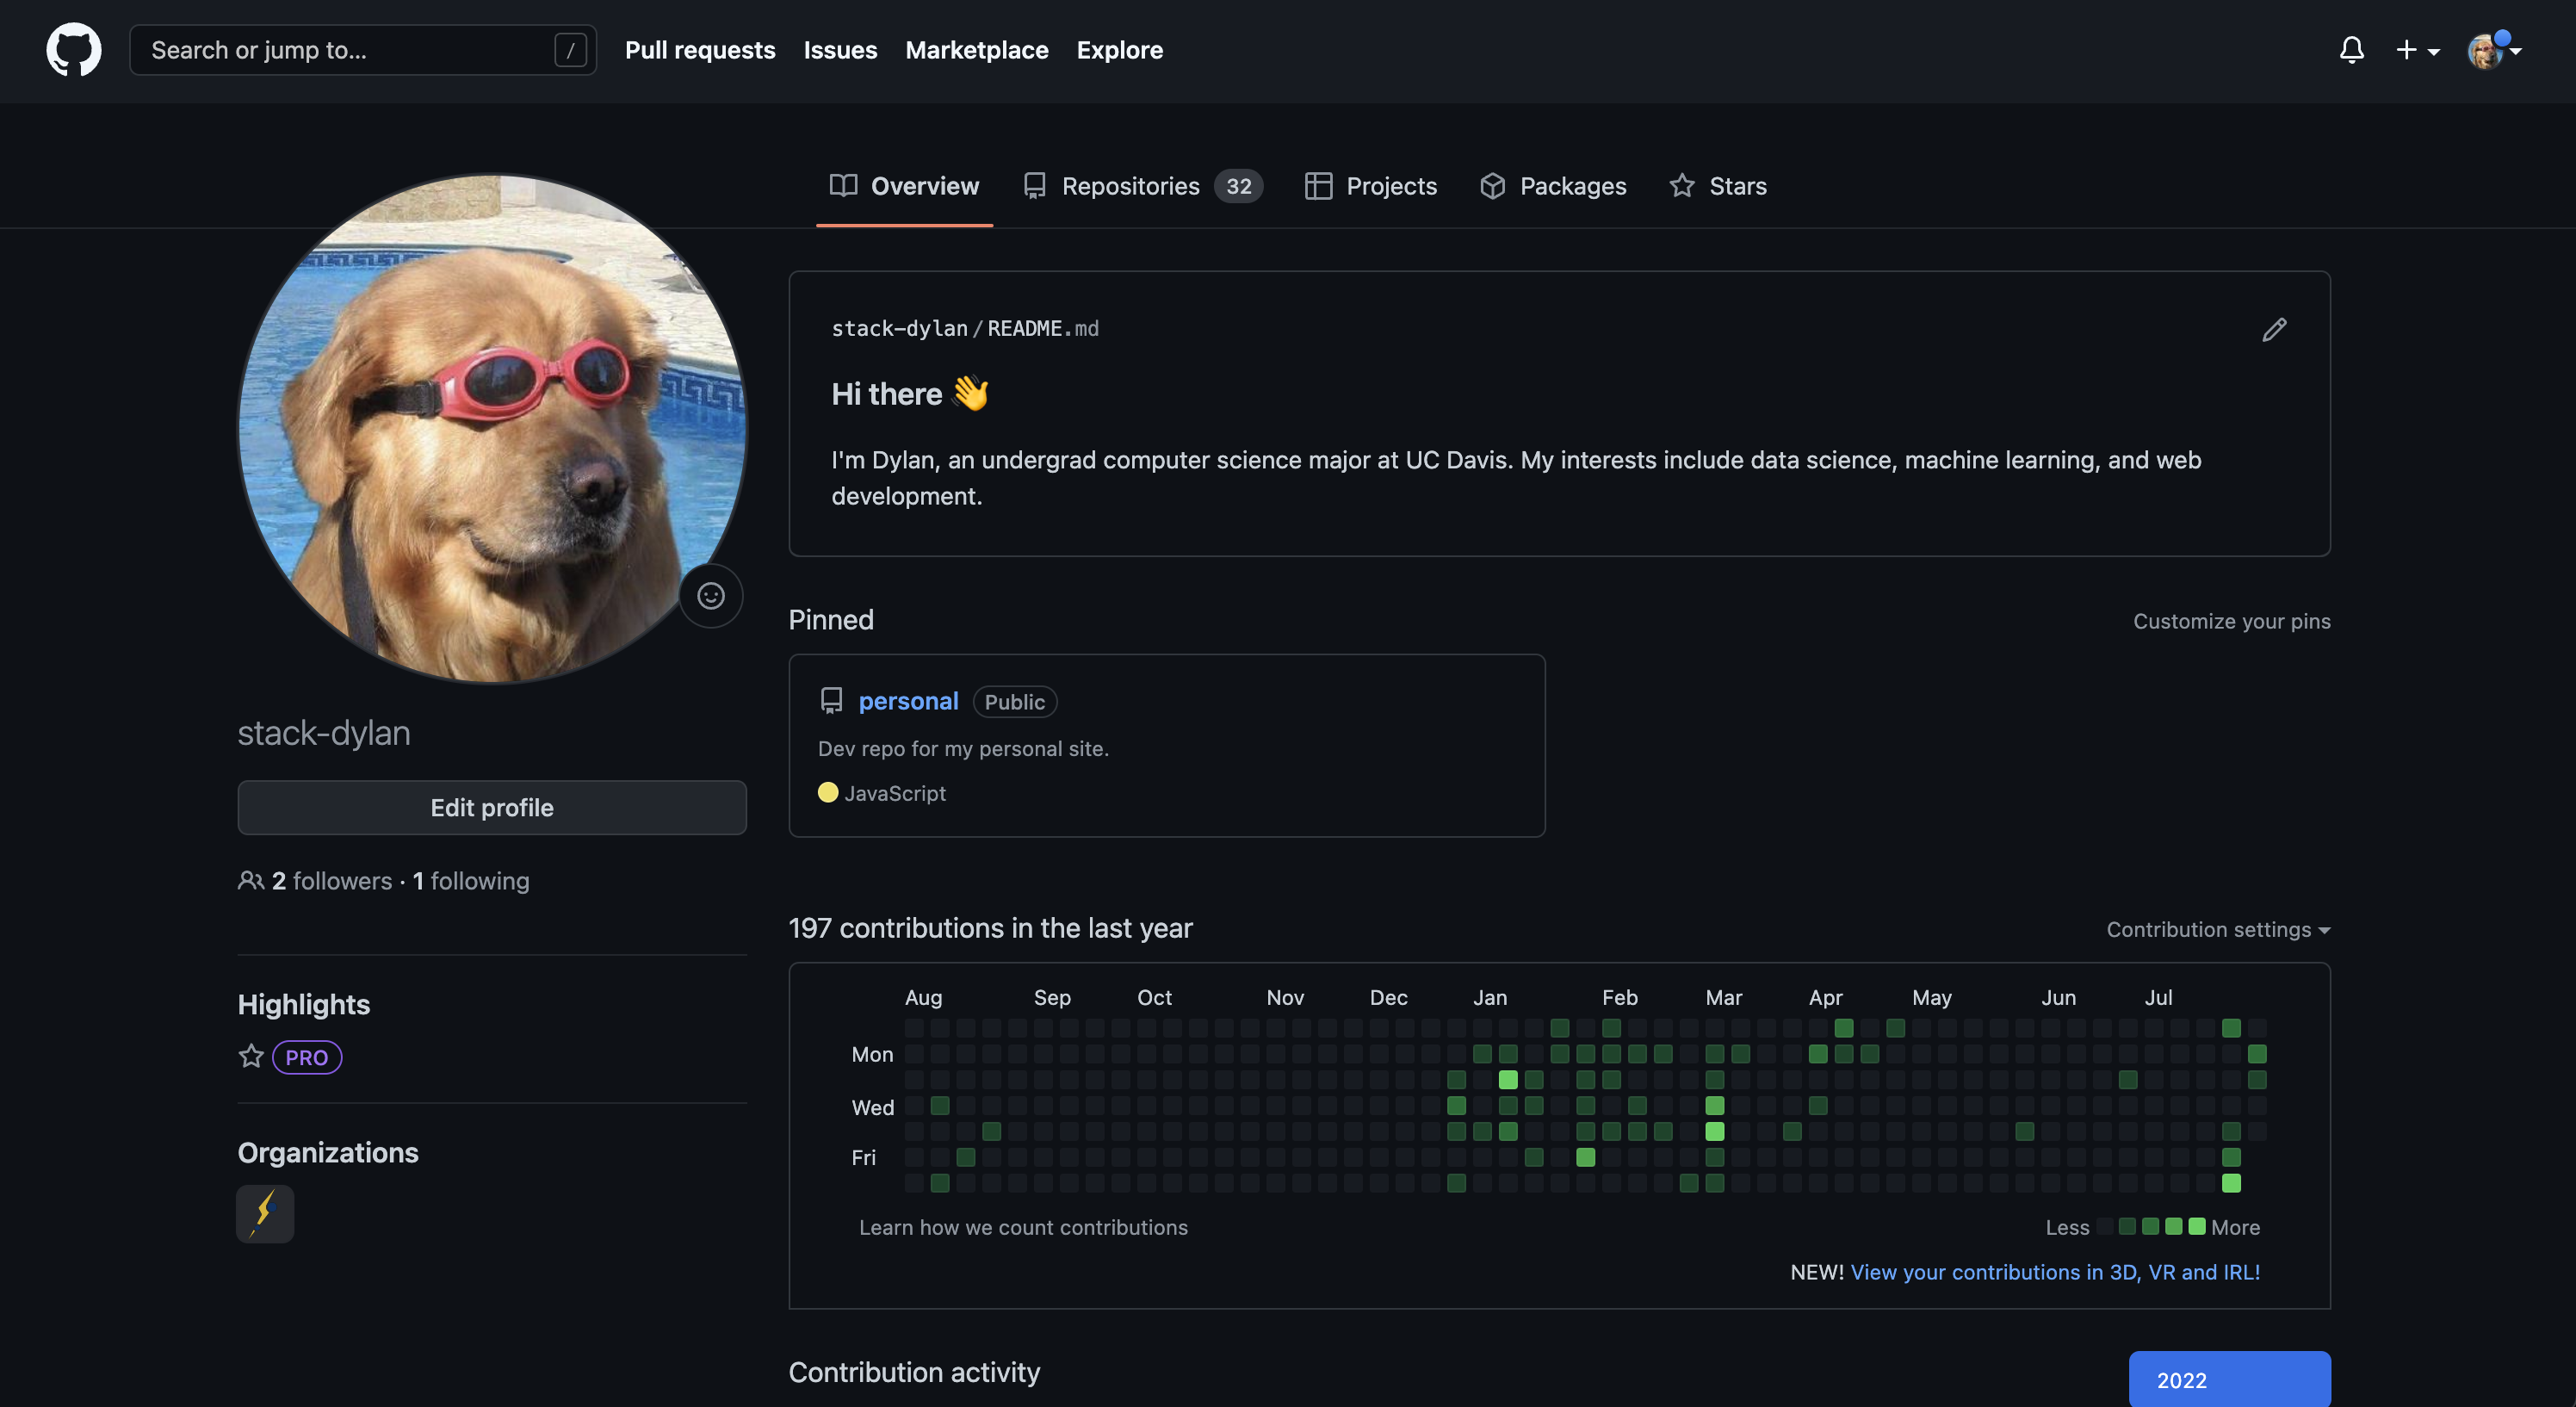 Search or jump to... /
Pull requests Issues Marketplace Explore
Overview Repositories 32 Projects Packages Stars
stack-dylan/README.md
Hi there 👋
I'm Dylan, an undergrad computer science major at UC Davis. My interests include data science, machine learning, and web
development.
stack-dylan
Edit profile
2 followers · 1 following
Highlights
PRO
Organizations
Pinned
Customize your pins
personal Public
Dev repo for my personal site.
JavaScript
197 contributions in the last year
Contribution settings
Aug Sep Oct Nov Dec Jan Feb Mar Apr May Jun Jul
Mon
Wed
Fri
Learn how we count contributions
Less More
NEW! View your contributions in 3D, VR and IRL!
Contribution activity
2022